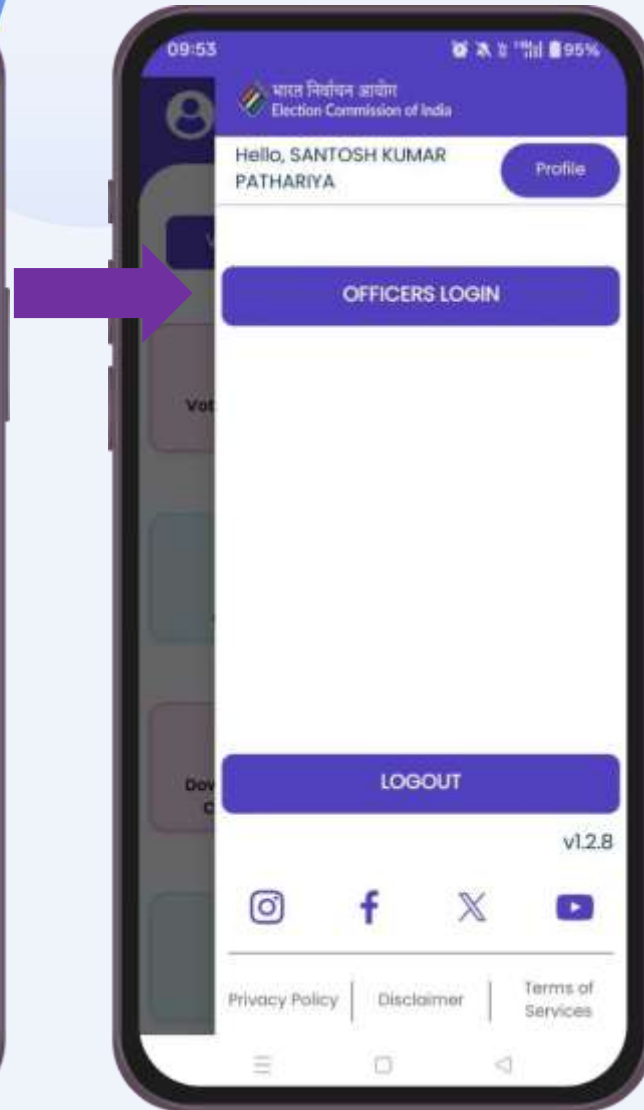 09:53
95%
भारत निर्वाचन आयोग
Election Commission of India
Hello, SANTOSH KUMAR
PATHARIYA
Profile
OFFICERS LOGIN
LOGOUT
v1.2.8
Privacy Policy
Disclaimer
Terms of
Services